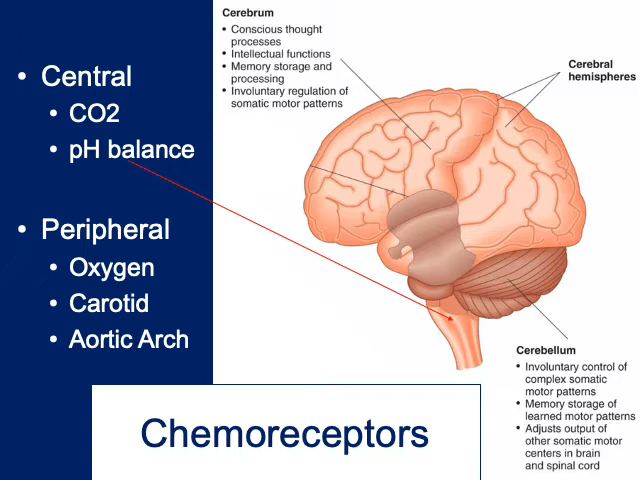 • Central
• CO2
• pH balance
• Peripheral
• Oxygen
• Carotid
• Aortic Arch
Cerebrum
• Conscious thought
processes
• Intellectual functions
• Memory storage and
processing
• Involuntary regulation of
somatic motor patterns
Cerebral
hemispheres
Cerebellum
• Involuntary control of
complex somatic
motor patterns
• Memory storage of
learned motor patterns
• Adjusts output of
other somatic motor
centers in brain
and spinal cord
Chemoreceptors